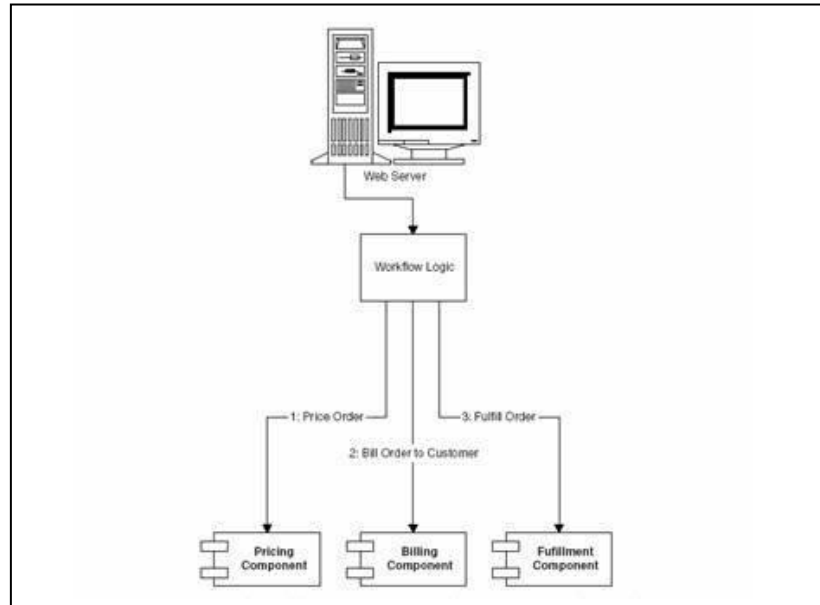 Web Server
Workflow Logic
1: Price Order
3: Fulfill Order
2: Bill Order to Customer
Pricing
Component
Billing
Component
Fufillment
Component